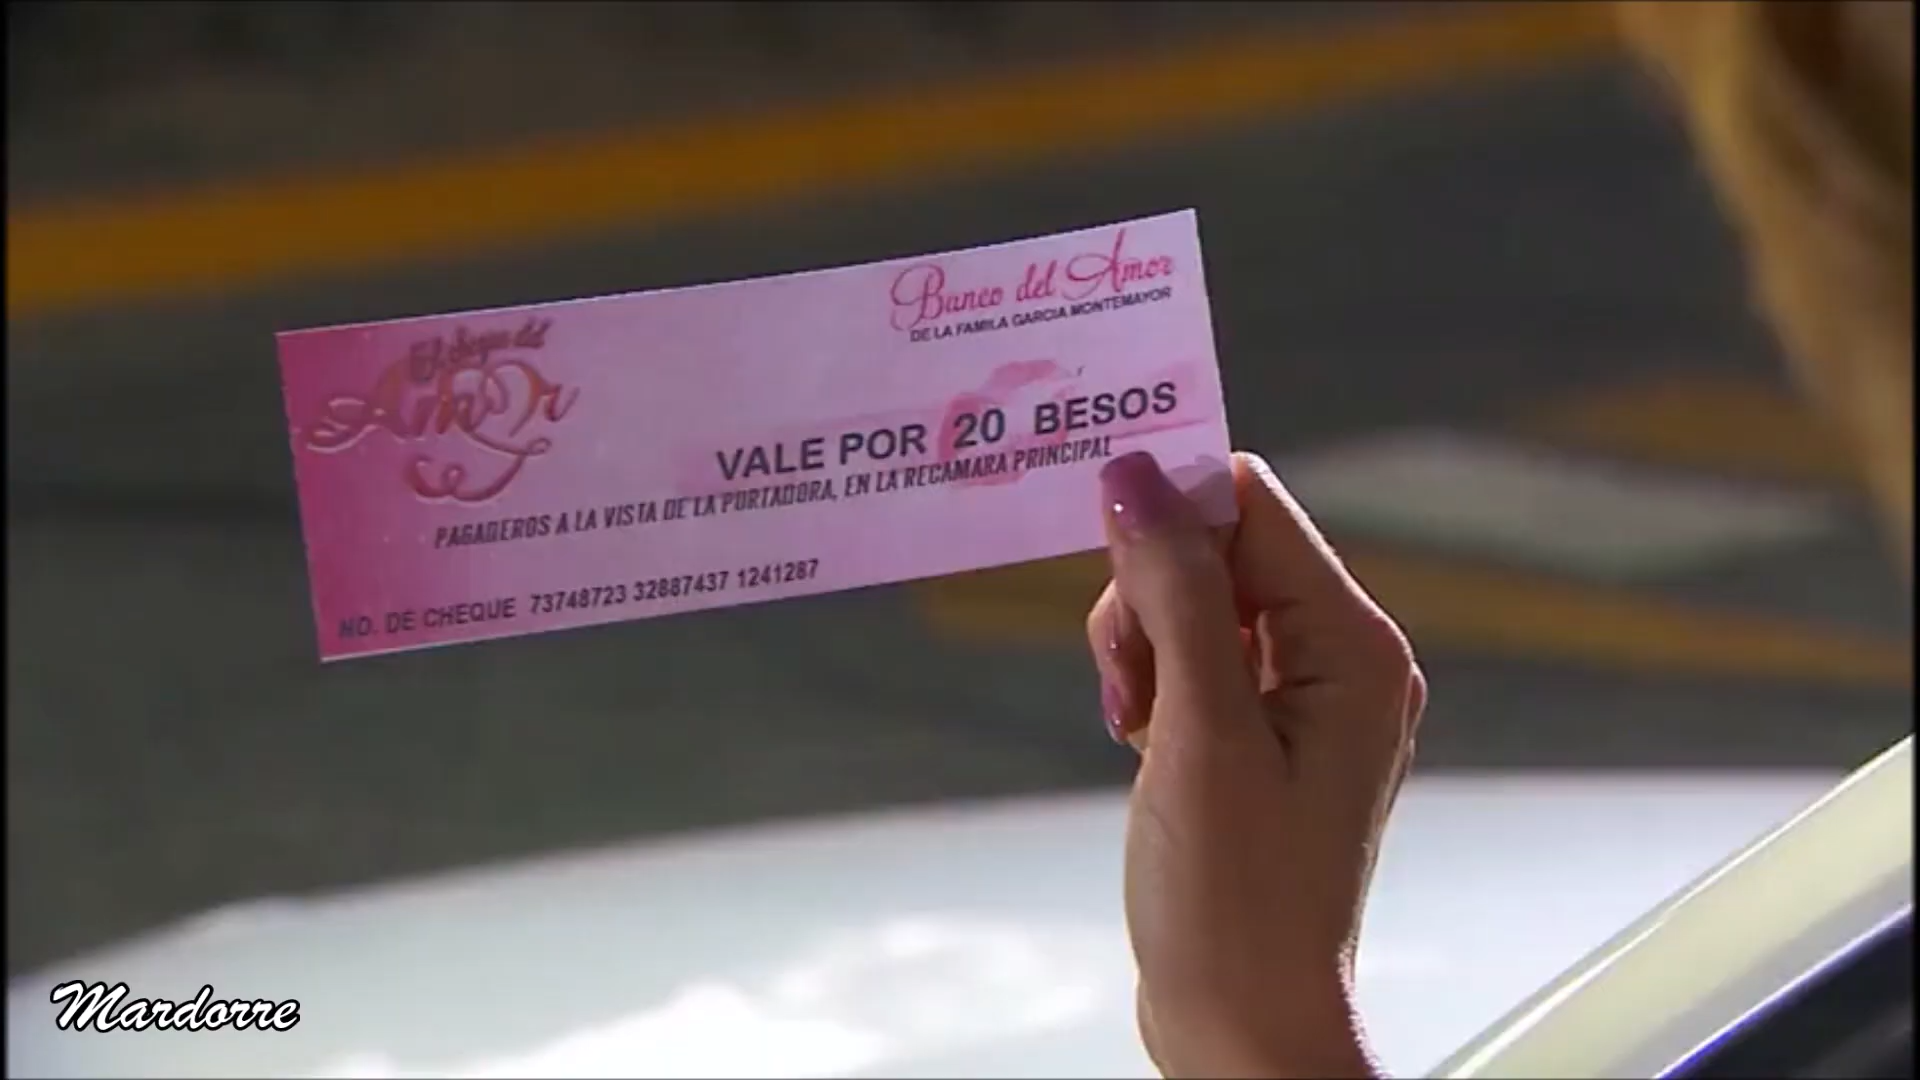 Banco del Amor
DE LA FAMILA GARCIA MONTEMAYOR
El cheque del
Amor
VALE POR 20 BESOS
PAGADEROS A LA VISTA DE LA PORTADORA, EN LA RECAMARA PRINCIPAL
NO. DE CHEQUE 73748723 32887437 1241287
Mardorre